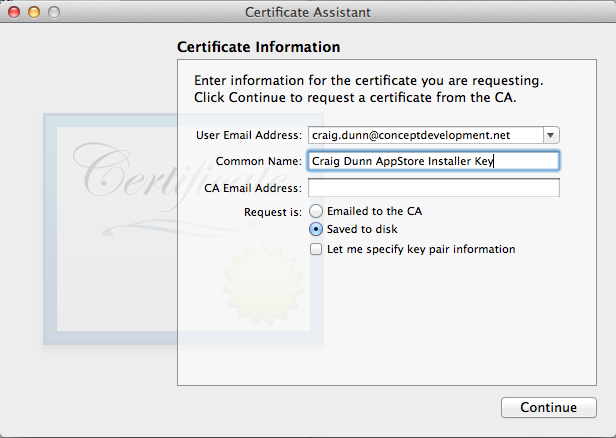 Certificate Assistant
Certificate Information
Enter information for the certificate you are requesting.
Click Continue to request a certificate from the CA.
User Email Address: craig.dunn@conceptdevelopment.net
Common Name: Craig Dunn AppStore Installer Key
CA Email Address:
Request is: Emailed to the CA
Saved to disk
Let me specify key pair information
Certificate
Continue